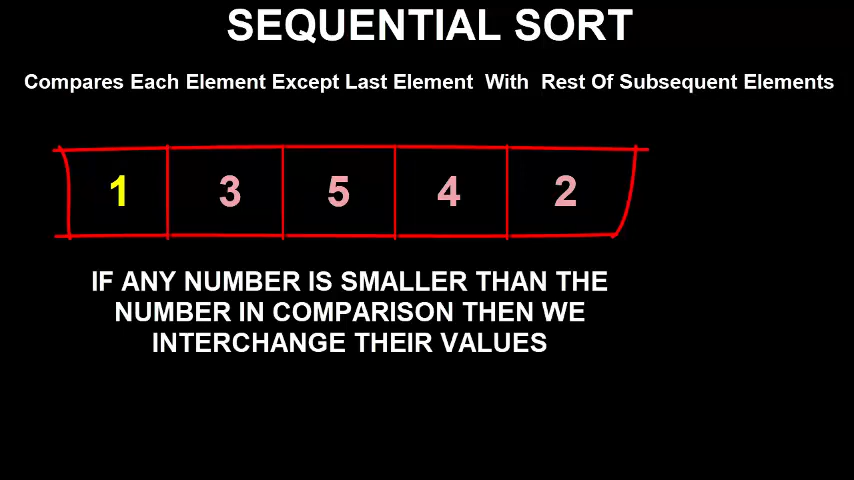 SEQUENTIAL SORT
Compares Each Element Except Last Element With Rest Of Subsequent Elements
1 3 5 4 2
IF ANY NUMBER IS SMALLER THAN THE
NUMBER IN COMPARISON THEN WE
INTERCHANGE THEIR VALUES